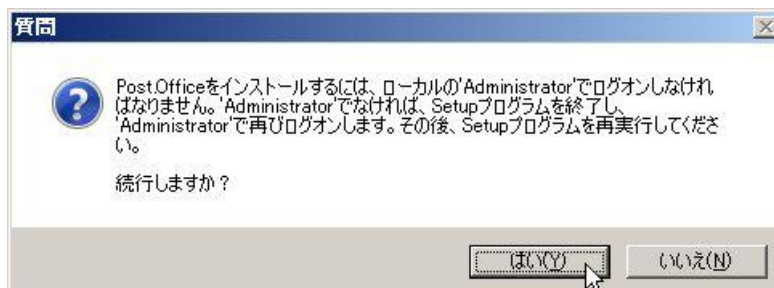 質問
Post.Officeをインストールするには、ローカルの'Administrator'でログオンしなけれ
ばなりません。'Administrator'でなければ、Setupプログラムを終了し、
'Administrator'で再びログオンします。その後、Setupプログラムを再実行してくださ
い。
続行しますか？
はい(Y) いいえ(N)